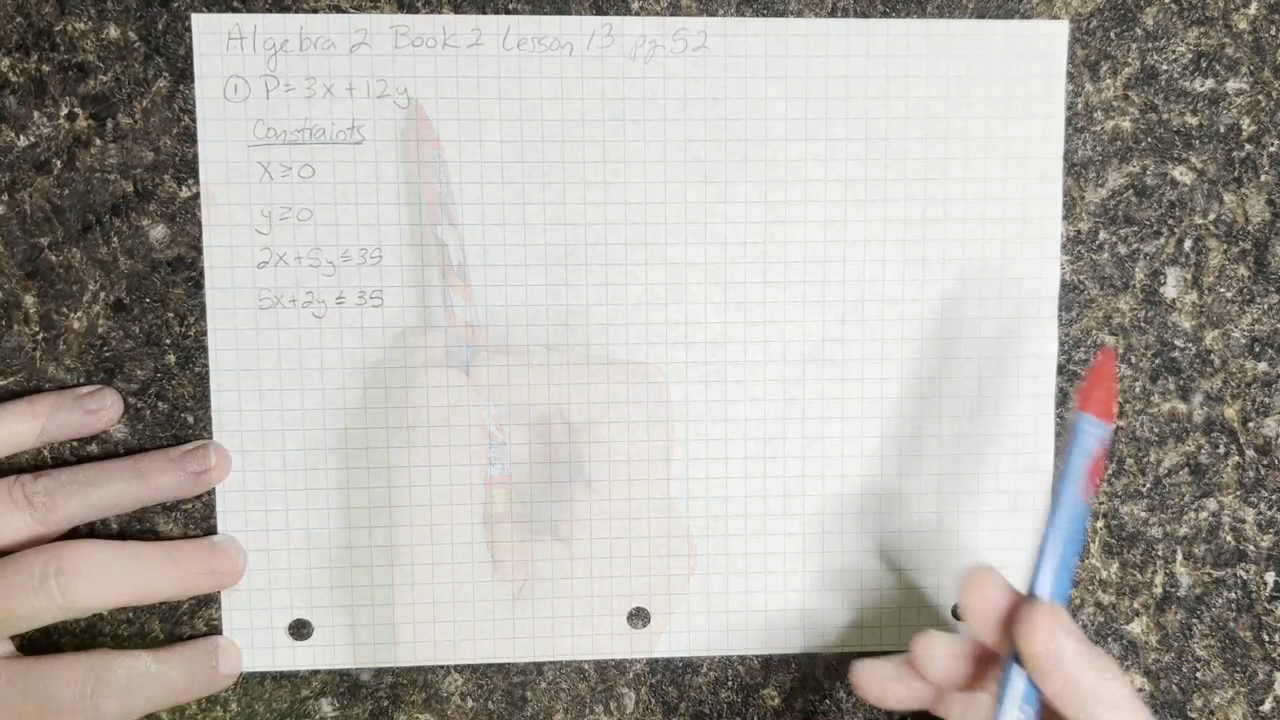 Algebra 2 Book 2 Lesson 13 pg 52
① P=3x+12y
Constraints
x≥0
y≥0
2x+5y≤35
5x+2y≤35